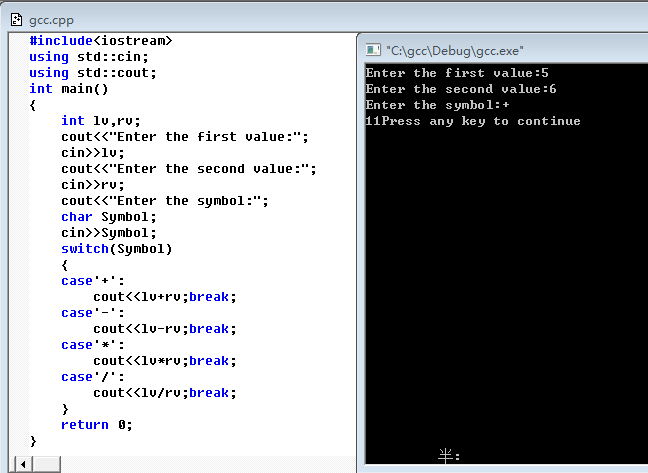 gcc.cpp
#include<iostream>
using std::cin;
using std::cout;
int main()
{
    int lv,rv;
    cout<<"Enter the first value:";
    cin>>lv;
    cout<<"Enter the second value:";
    cin>>rv;
    cout<<"Enter the symbol:";
    char Symbol;
    cin>>Symbol;
    switch(Symbol)
    {
    case'+':
        cout<<lv+rv;break;
    case'-':
        cout<<lv-rv;break;
    case'*':
        cout<<lv*rv;break;
    case'/':
        cout<<lv/rv;break;
    }
    return 0;
}
"C:\gcc\Debug\gcc.exe"
Enter the first value:5
Enter the second value:6
Enter the symbol:+
11Press any key to continue
半: